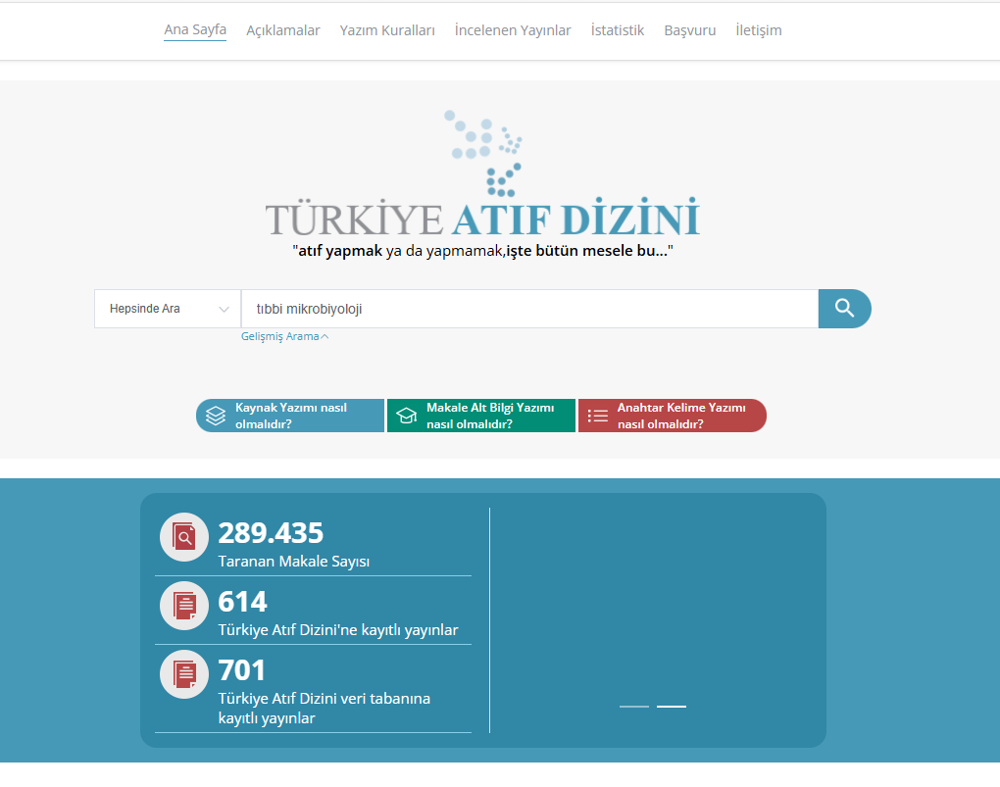 Ana Sayfa Açıklamalar Yazım Kuralları İncelenen Yayınlar İstatistik Başvuru İletişim
TÜRKİYE ATIF DİZİNİ
"atıf yapmak ya da yapmamak,işte bütün mesele bu..."
Hepsinde Ara tıbbi mikrobiyoloji
Gelişmiş Arama
Kaynak Yazımı nasıl
olmalıdır?
Makale Alt Bilgi Yazımı
nasıl olmalıdır?
Anahtar Kelime Yazımı
nasıl olmalıdır?
289.435
Taranan Makale Sayısı
614
Türkiye Atıf Dizini'ne kayıtlı yayınlar
701
Türkiye Atıf Dizini veri tabanına
kayıtlı yayınlar